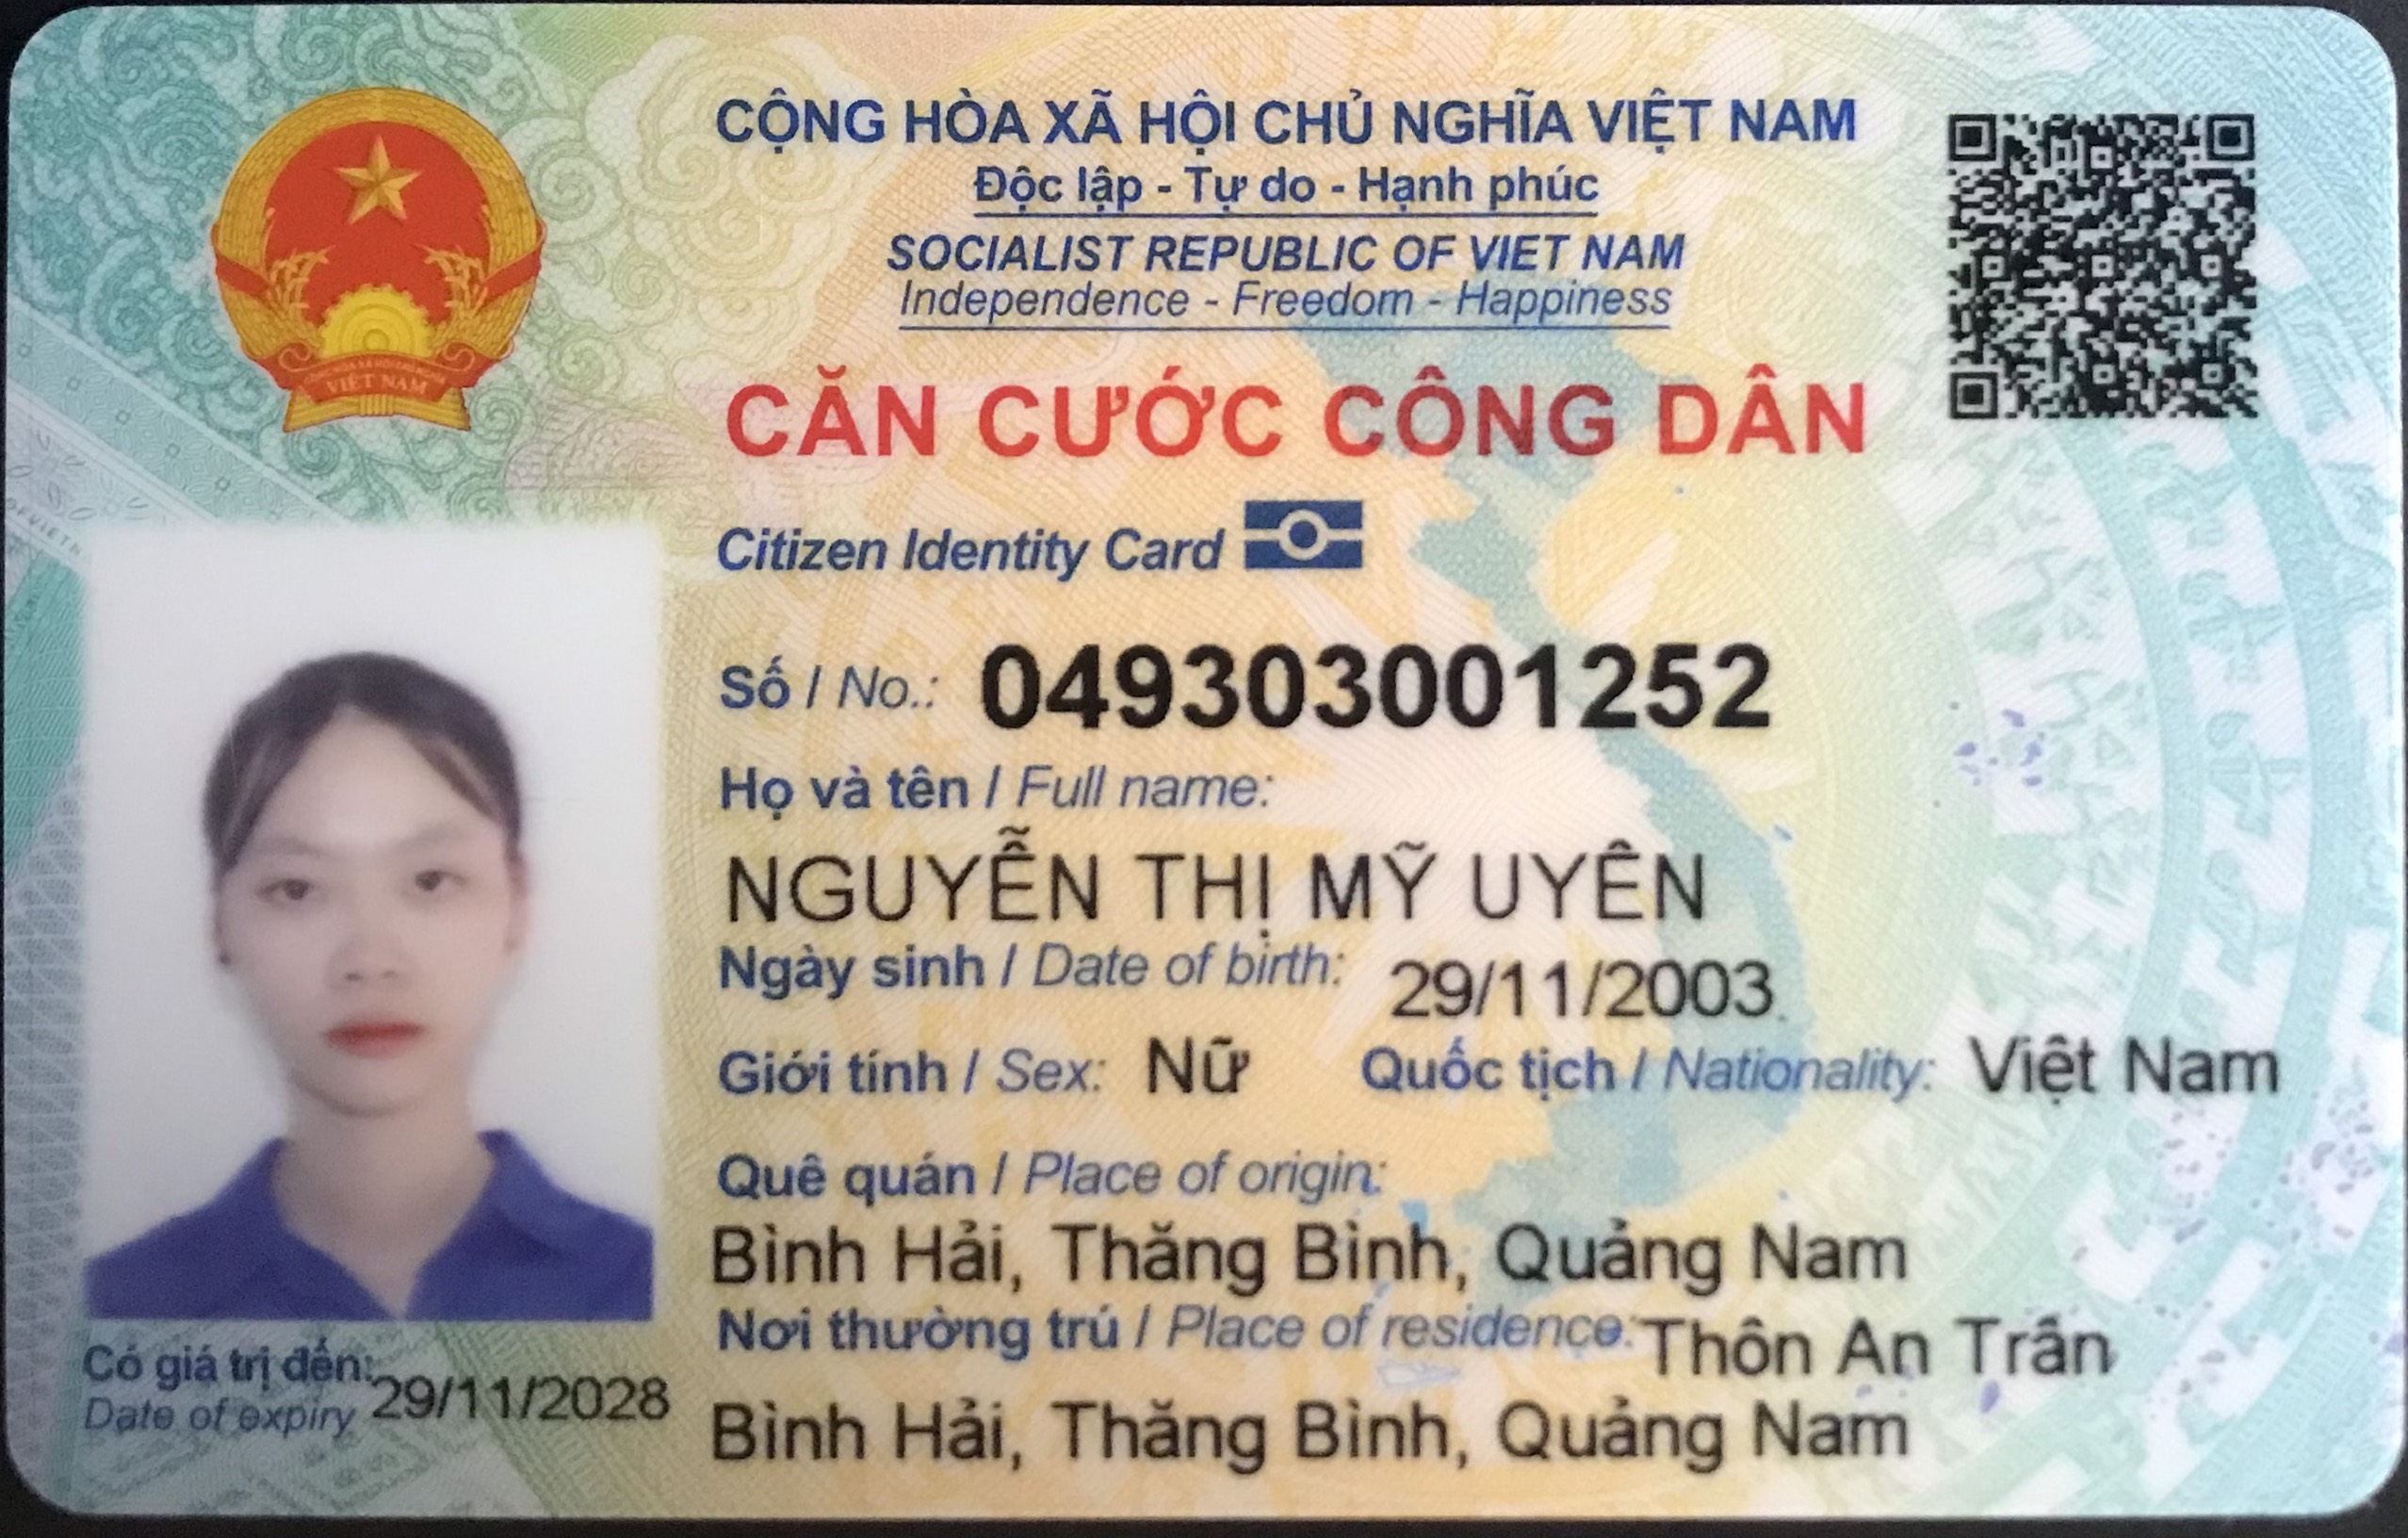 CỘNG HÒA XÃ HỘI CHỦ NGHĨA VIỆT NAM
Độc lập - Tự do - Hạnh phúc
SOCIALIST REPUBLIC OF VIET NAM
Independence - Freedom - Happiness
VIỆT NAM
CĂN CƯỚC CÔNG DÂN
Citizen Identity Card
Số / No.: 049303001252
Họ và tên / Full name:
NGUYỄN THỊ MỸ UYÊN
Ngày sinh / Date of birth: 29/11/2003
Giới tính / Sex: Nữ Quốc tịch / Nationality: Việt Nam
Quê quán / Place of origin:
Bình Hải, Thăng Bình, Quảng Nam
Nơi thường trú / Place of residence: Thôn An Trân
Bình Hải, Thăng Bình, Quảng Nam
Có giá trị đến: 29/11/2028
Date of expiry